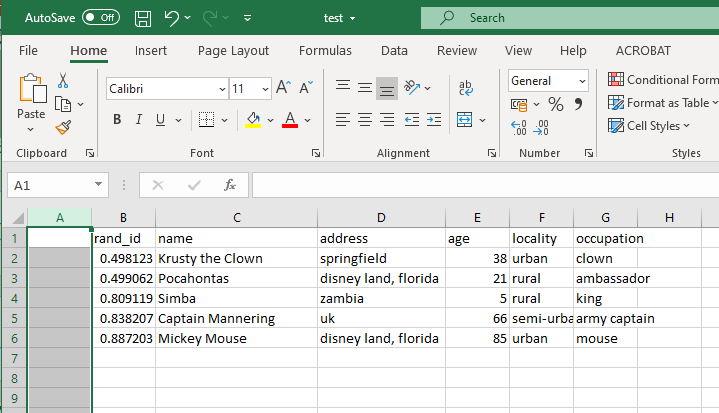 AutoSave Off test Search
File Home Insert Page Layout Formulas Data Review View Help ACROBAT
Calibri 11 A^ A˅ ab General Conditional Form
Paste % 9 Format as Table
B I U A .00 .0 Cell Styles
Clipboard Font Alignment Number Styles
A1 fx
A B C D E F G H
1 rand_id name address age locality occupation
2 0.498123 Krusty the Clown springfield 38 urban clown
3 0.499062 Pocahontas disney land, florida 21 rural ambassador
4 0.809119 Simba zambia 5 rural king
5 0.838207 Captain Mannering uk 66 semi-urba army captain
6 0.887203 Mickey Mouse disney land, florida 85 urban mouse
7
8
9